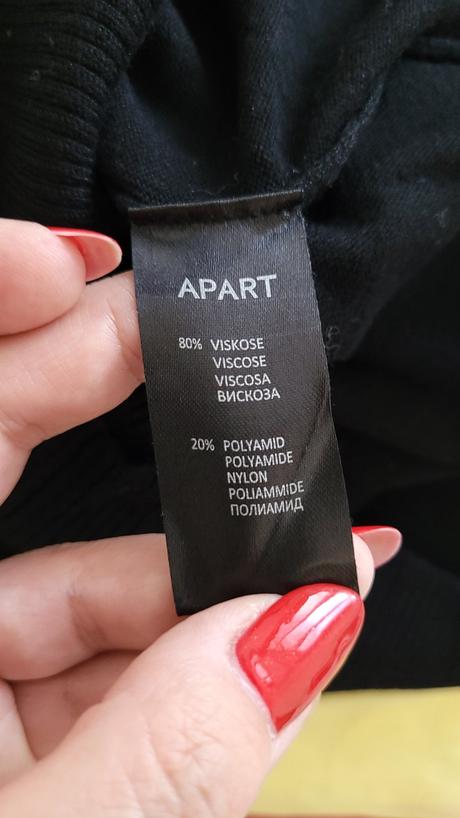 APART
80% VISKOSE
VISCOSE
VISCOSA
ВИСКОЗА
20% POLYAMID
POLYAMIDE
NYLON
POLIAMMIDE
ПОЛИАМИД